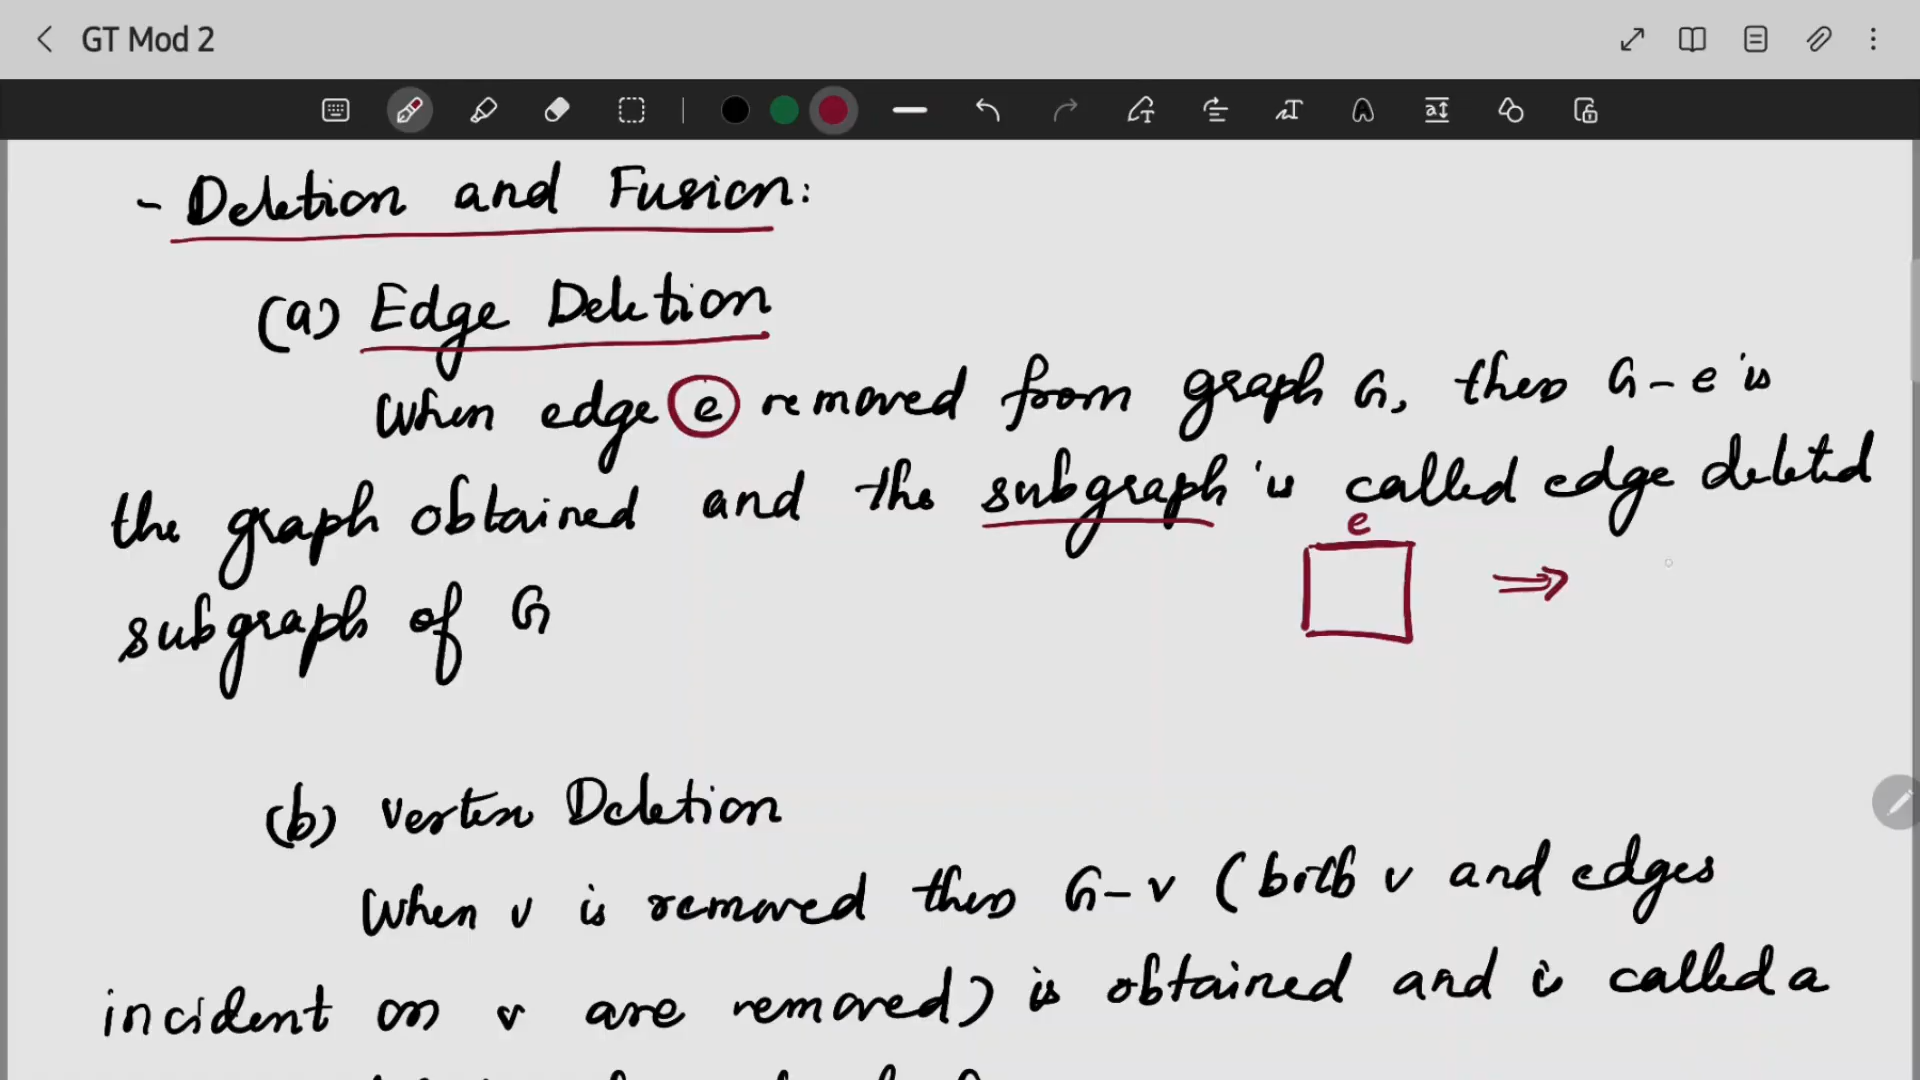 GT Mod 2
- Deletion and Fusion:
(a) Edge Deletion
When edge e removed from graph G, then G - e is
the graph obtained and the subgraph is called edge deleted
e
subgraph of G
(b) Vertex Deletion
When v is removed then G - v (both v and edges
incident on v are removed) is obtained and is called a